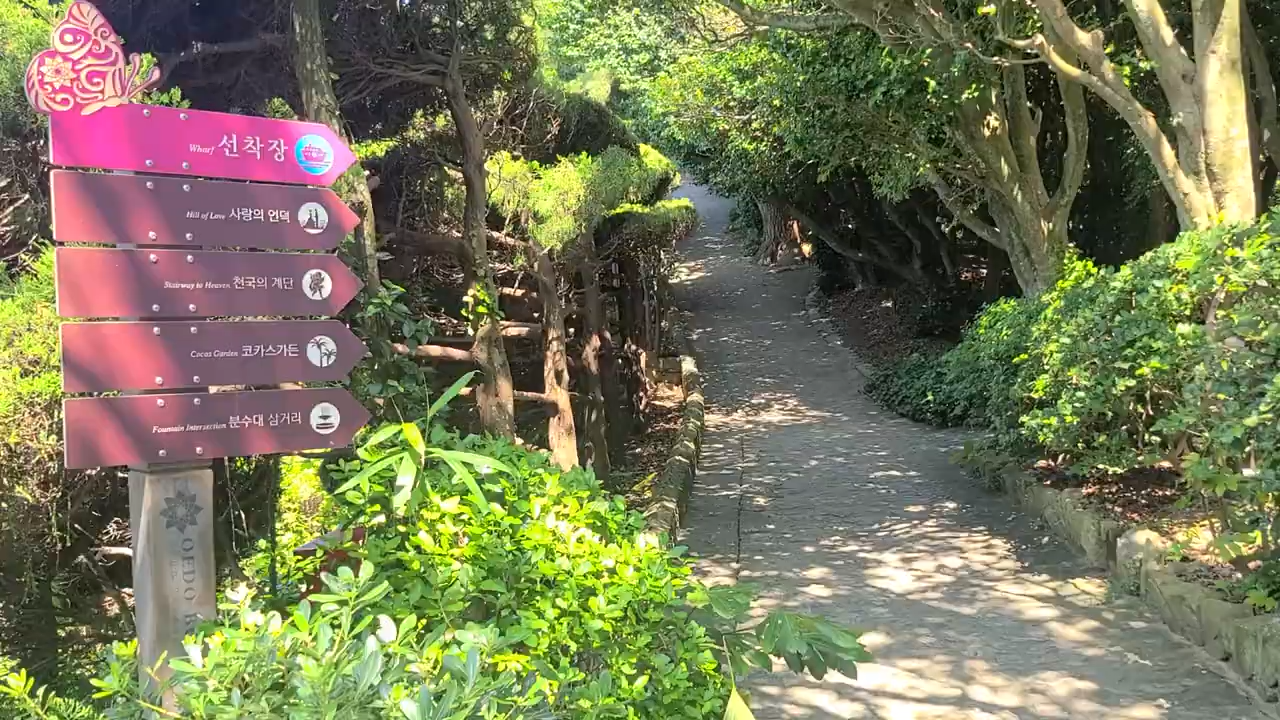 Wharf 선착장
Hill of Love 사랑의 언덕
Stairway to Heaven 천국의 계단
Cocas Garden 코카스가든
Fountain Intersection 분수대 삼거리
OEDO